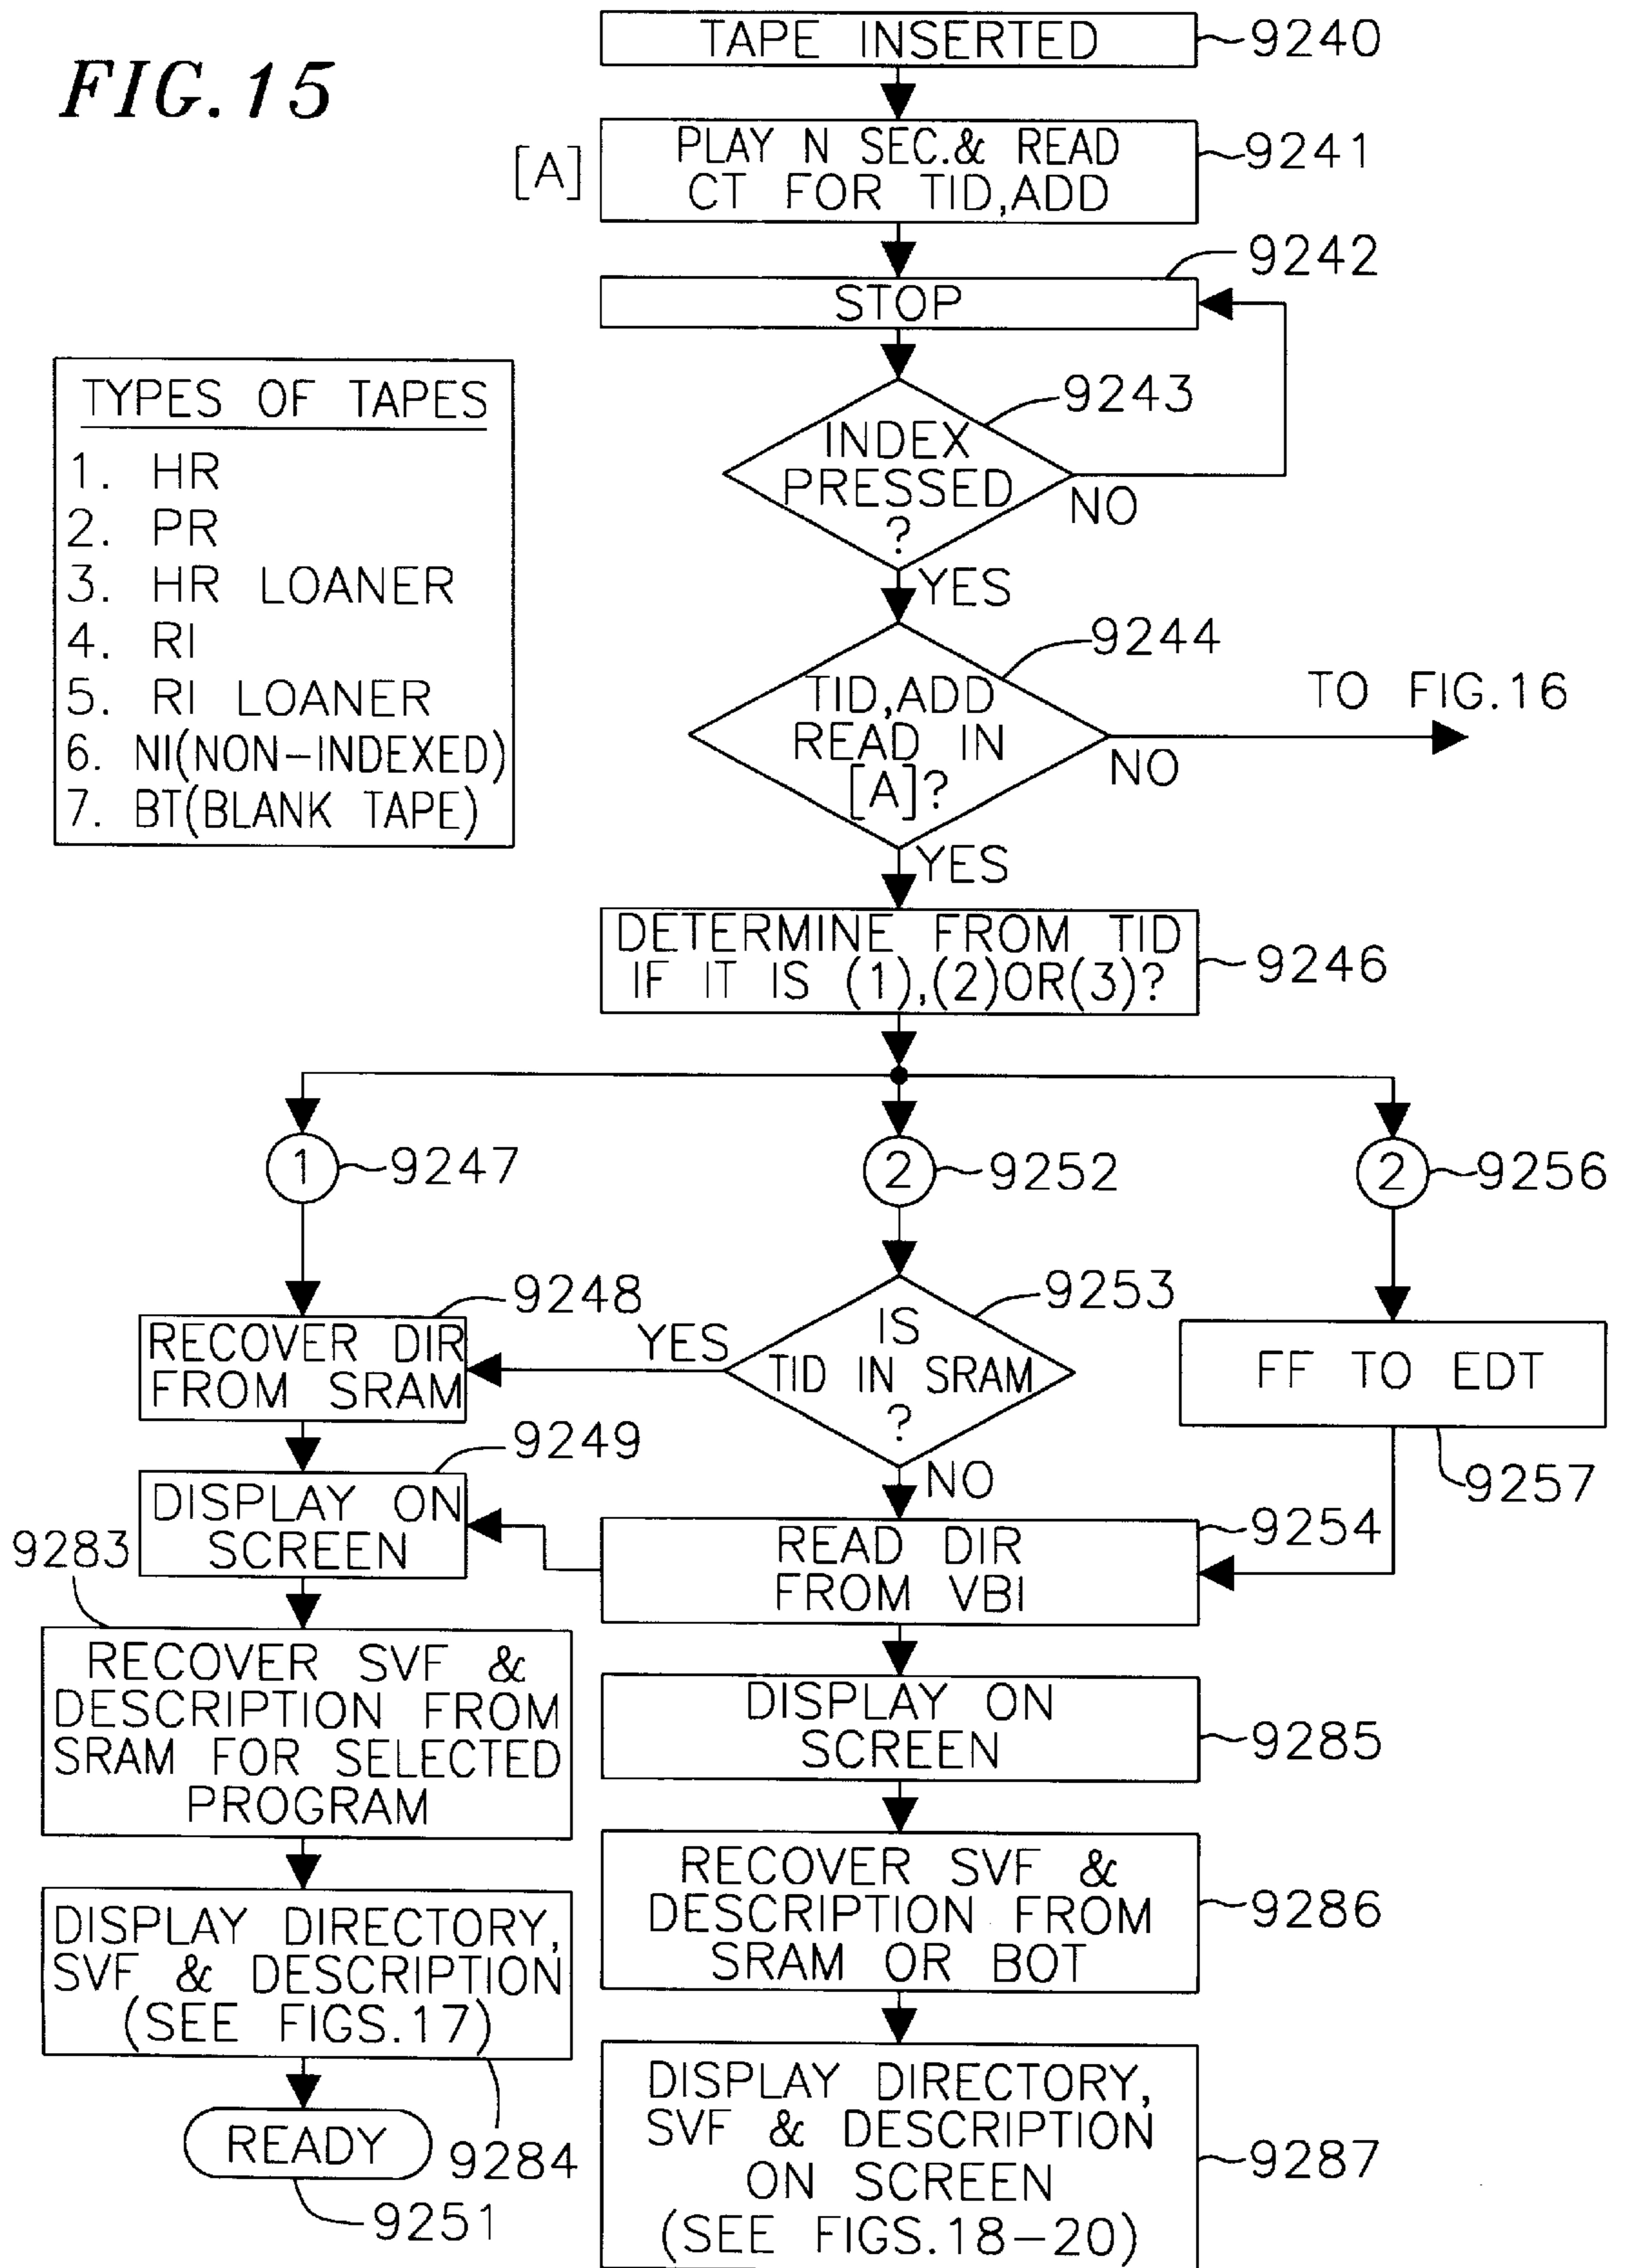 FIG.15
TAPE INSERTED
9240
[A]
PLAY N SEC.& READ
CT FOR TID,ADD
9241
STOP
9242
TYPES OF TAPES
1. HR
2. PR
3. HR LOANER
4. RI
5. RI LOANER
6. NI(NON-INDEXED)
7. BT(BLANK TAPE)
INDEX
PRESSED
?
9243
NO
YES
TID,ADD
READ IN
[A]?
9244
NO
TO FIG.16
YES
DETERMINE FROM TID
IF IT IS (1),(2)OR(3)?
9246
1
9247
2
9252
2
9256
RECOVER DIR
FROM SRAM
9248
YES
IS
TID IN SRAM
?
9253
NO
FF TO EDT
9257
DISPLAY ON
SCREEN
9249
READ DIR
FROM VBI
9254
9283
RECOVER SVF &
DESCRIPTION FROM
SRAM FOR SELECTED
PROGRAM
DISPLAY ON
SCREEN
9285
RECOVER SVF &
DESCRIPTION FROM
SRAM OR BOT
9286
DISPLAY DIRECTORY,
SVF & DESCRIPTION
(SEE FIGS.17)
9284
READY
9251
DISPLAY DIRECTORY,
SVF & DESCRIPTION
ON SCREEN
(SEE FIGS.18-20)
9287